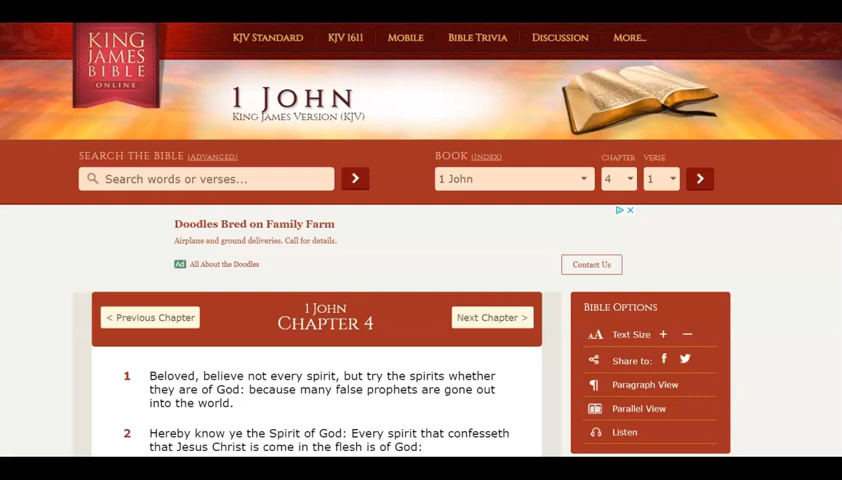 KING
JAMES
BIBLE
ONLINE
KJV STANDARD KJV 1611 MOBILE BIBLE TRIVIA DISCUSSION MORE...
1 JOHN
KING JAMES VERSION (KJV)
SEARCH THE BIBLE (ADVANCED)
Search words or verses...
BOOK (INDEX) CHAPTER VERSE
1 John 4 1
Doodles Bred on Family Farm
Airplane and ground deliveries. Call for details.
Ad All About the Doodles
Contact Us
< Previous Chapter
1 JOHN
CHAPTER 4
Next Chapter >
1 Beloved, believe not every spirit, but try the spirits whether
they are of God: because many false prophets are gone out
into the world.
2 Hereby know ye the Spirit of God: Every spirit that confesseth
that Jesus Christ is come in the flesh is of God:
BIBLE OPTIONS
AA Text Size + —
Share to: f
¶ Paragraph View
Parallel View
Listen